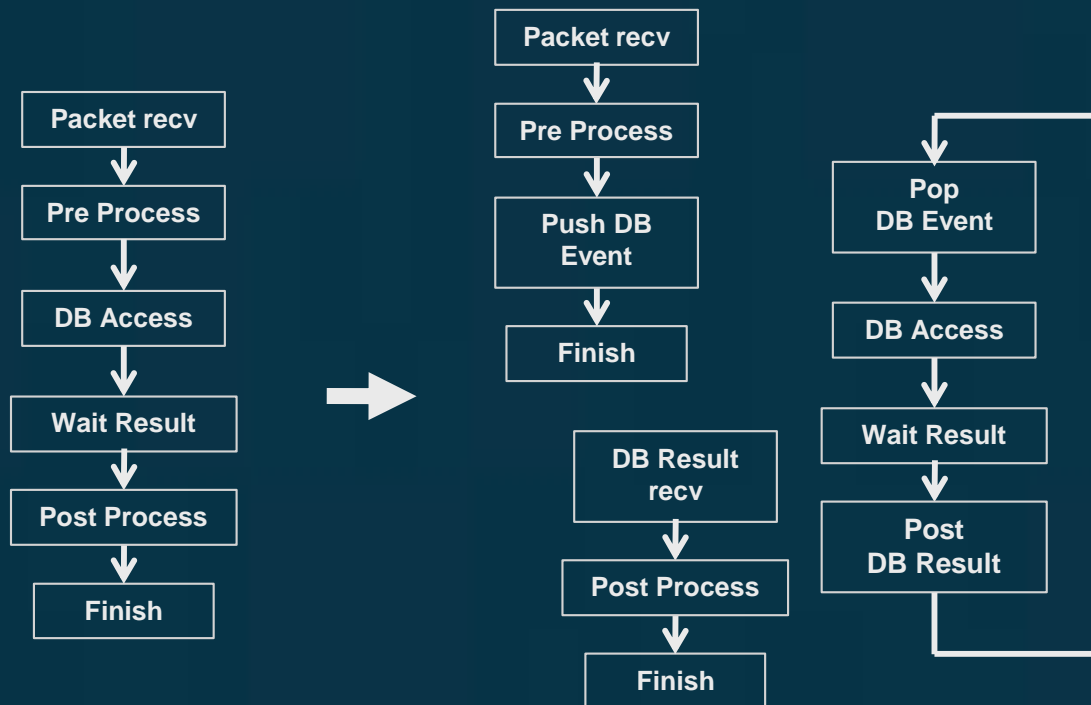 Packet recv
Pre Process
DB Access
Wait Result
Post Process
Finish
Packet recv
Pre Process
Push DB
Event
Finish
DB Result
recv
Post Process
Finish
Pop
DB Event
DB Access
Wait Result
Post
DB Result